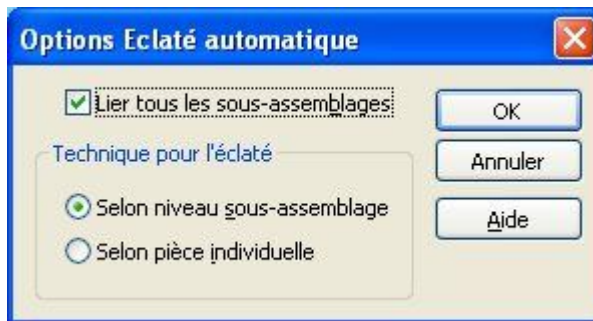 Options Eclaté automatique
Lier tous les sous-assemblages
OK
Technique pour l'éclaté
Annuler
Selon niveau sous-assemblage
Aide
Selon pièce individuelle